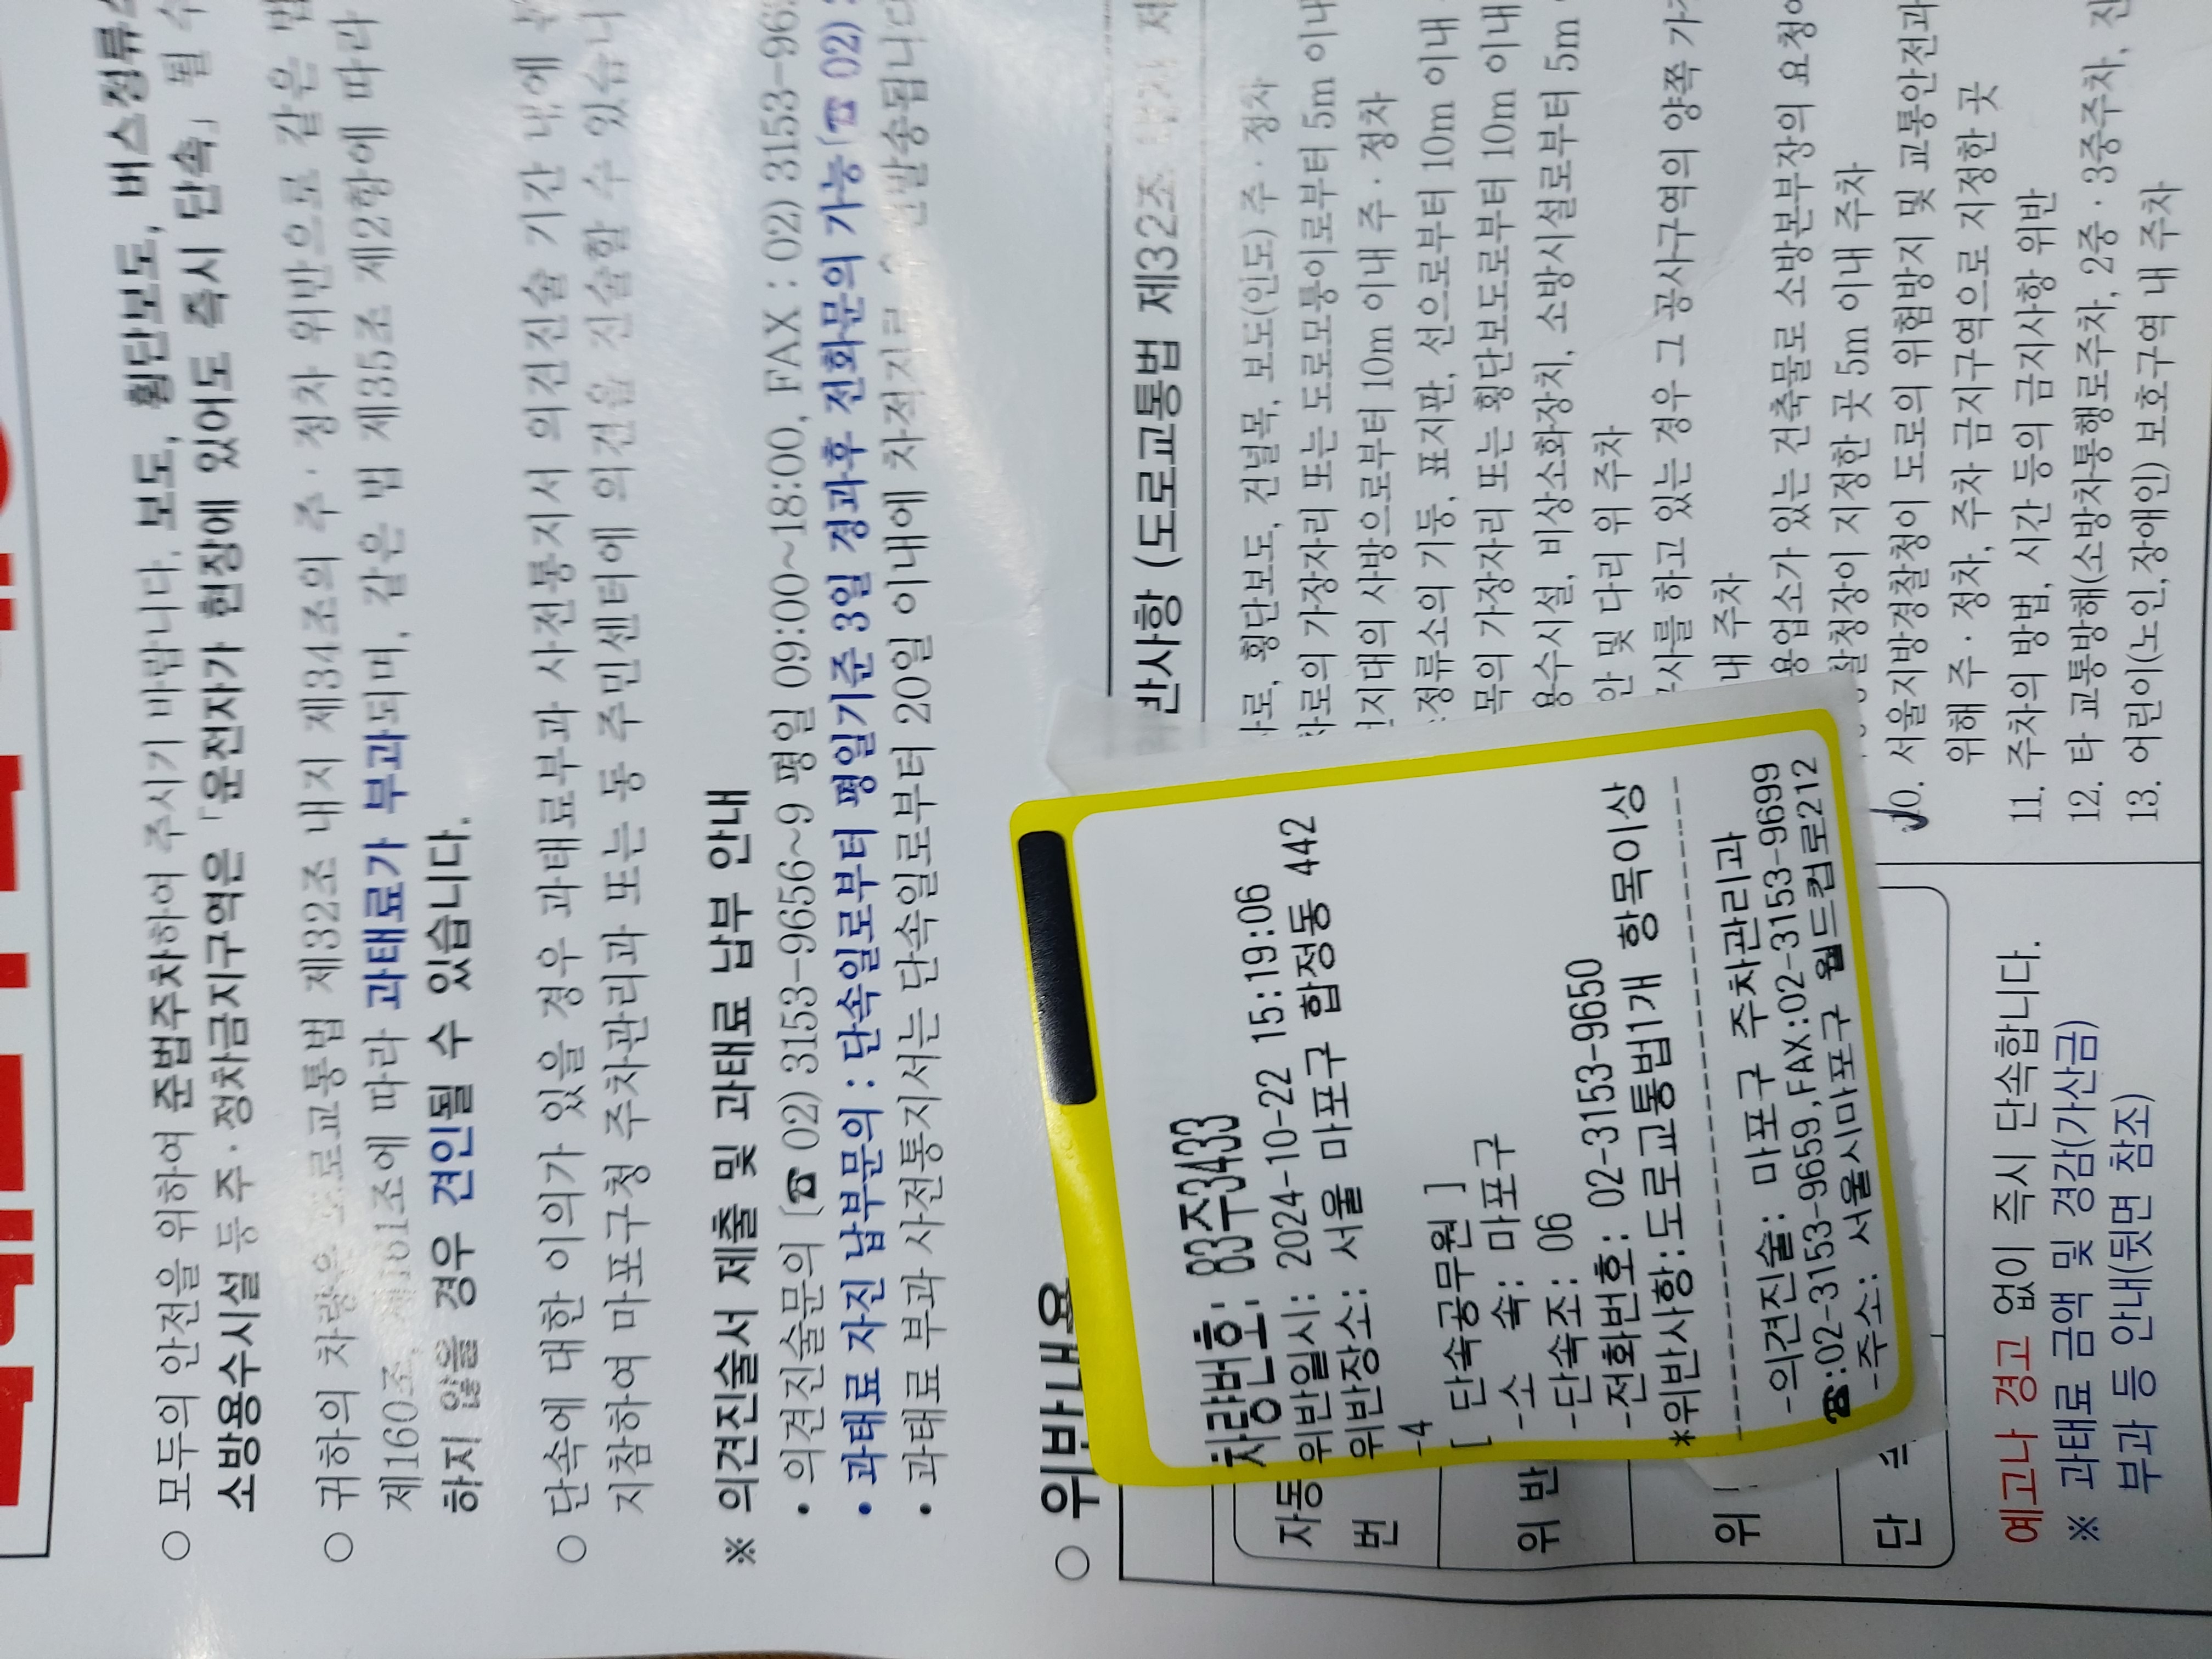 ○ 모두의 안전을 위하여 주시기 바랍니다. 준법주차하여 보도, 횡단보도, 버스정류소
소방용수시설 등 주·정차금지구역은 「운전자가 현장에 있어도 즉시 단속」 될 수
○ 귀하의 차량은 도로교통법 제32조 내지 제34조의 주·정차 위반으로 같은 법
제160조, 제161조에 따라 과태료가 부과되며, 같은 법 제35조 제2항에 따라
하지 않을 경우 견인될 수 있습니다.
○ 단속에 대한 이의가 있을 경우 과태료부과 사전통지서 의견진술 기간 내에
지참하여 마포구청 주차관리과 또는 동 주민센터에 의견을 진술할 수 있습니
※ 의견진술서 제출 및 과태료 납부 안내
• 의견진술문의 (☎ 02) 3153-9656~9 평일 09:00~18:00, FAX : 02) 3153-96
• 과태료 자진 납부문의 : 단속일로부터 평일기준 3일 경과후 전화문의 가능(☎ 02)
• 과태료 부과 사전통지서는 단속일로부터 20일 이내에 차적지로 발송됩니다
○ 위반내용
자동
번
위 반
위
단 속
차량번호: 83주3433
위반일시: 2024-10-22 15:19:06
위반장소: 서울 마포구 합정동 442
-4
[ 단속공무원 ]
-소 속: 마포구
-단속조: 06
-전화번호: 02-3153-9650
*위반사항:도로교통법1개 항목이상
-의견진술: 마포구 주차관리과
☎:02-3153-9659,FAX:02-3153-9699
-주소: 서울시마포구 월드컵로212
예고나 경고 없이 즉시 단속합니다.
※ 과태료 금액 및 경감(가산금)
부과 등 안내(뒷면 참조)
위반사항 (도로교통법 제32조
차로, 횡단보도, 건널목, 보도(인도) 주·정차
차로의 가장자리 또는 도로모퉁이로부터 5m 이내
전지대의 사방으로부터 10m 이내 주·정차
정류소의 기둥, 표지판, 선으로부터 10m 이내
목의 가장자리 또는 횡단보도로부터 10m 이내
용수시설, 비상소화장치, 소방시설로부터 5m
안 및 다리 위 주차
사를 하고 있는 경우 그 공사구역의 양쪽 가
내 주차
용업소가 있는 건축물로 소방본부장의 요청에
찰청장이 지정한 곳 5m 이내 주차
10. 서울지방경찰청이 도로의 위험방지 및 교통안전과
위해 주·정차, 주차 금지구역으로 지정한 곳
11. 주차의 방법, 시간 등의 금지사항 위반
12. 타 교통방해(소방차통행로주차, 2중·3중주차, 진
13. 어린이(노인,장애인) 보호구역 내 주차